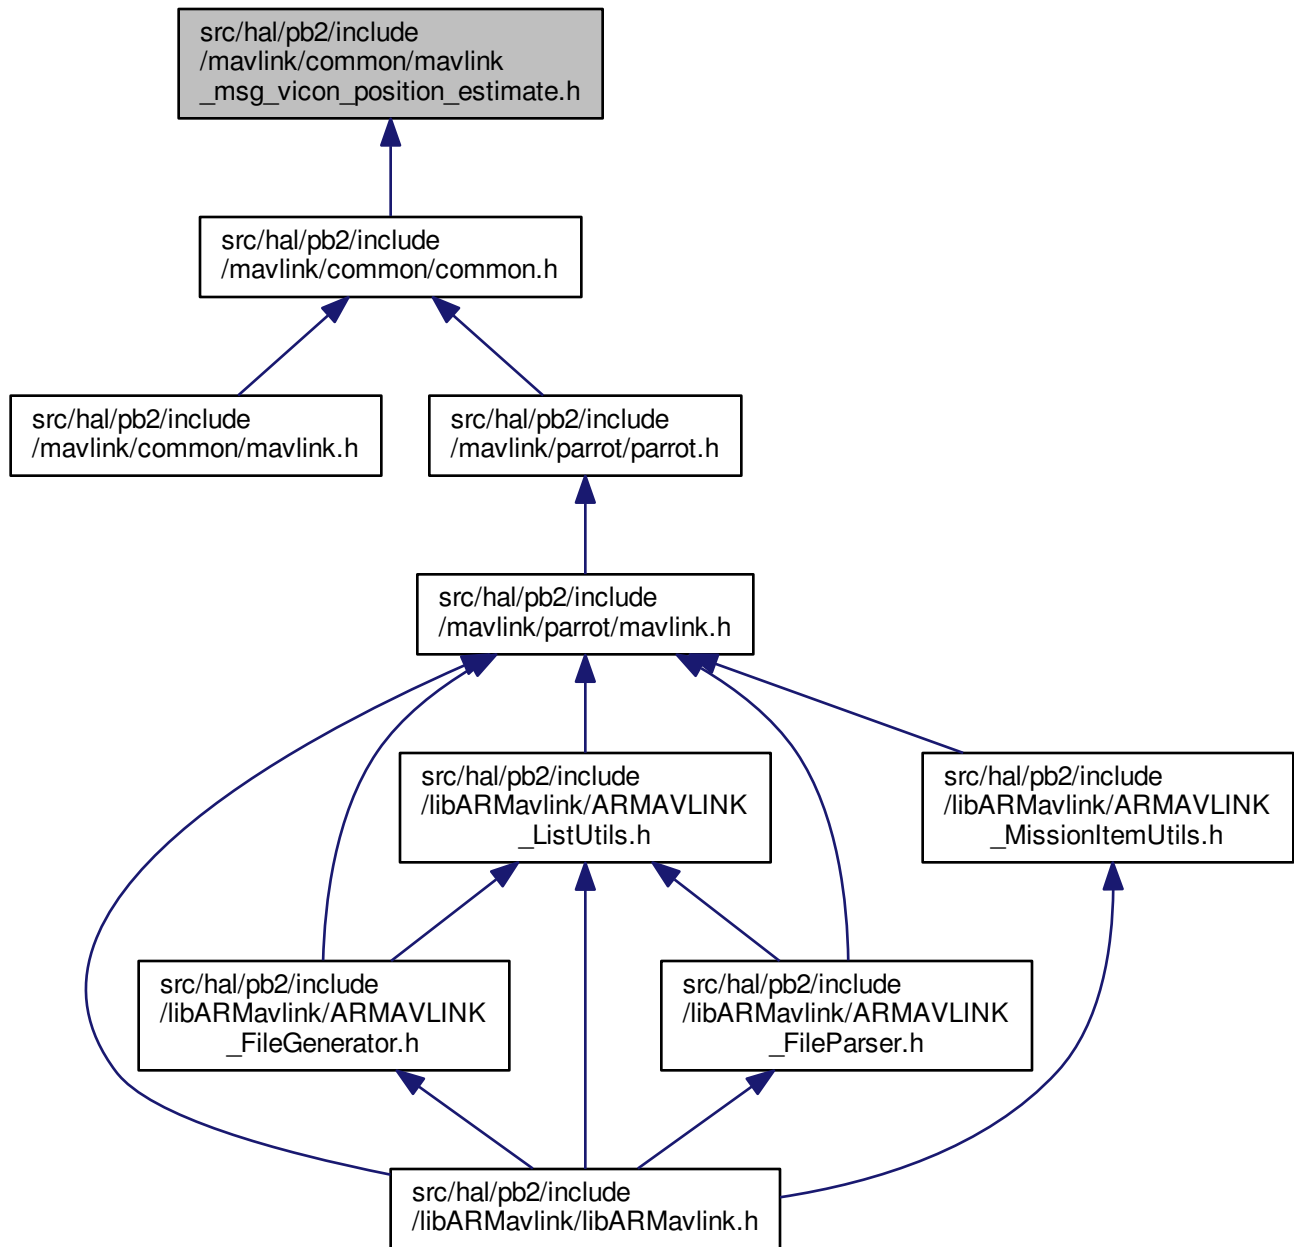 src/hal/pb2/include
/mavlink/common/mavlink
_msg_vicon_position_estimate.h
src/hal/pb2/include
/mavlink/common/common.h
src/hal/pb2/include
/mavlink/common/mavlink.h
src/hal/pb2/include
/mavlink/parrot/parrot.h
src/hal/pb2/include
/mavlink/parrot/mavlink.h
src/hal/pb2/include
/libARMavlink/ARMAVLINK
_ListUtils.h
src/hal/pb2/include
/libARMavlink/ARMAVLINK
_MissionItemUtils.h
src/hal/pb2/include
/libARMavlink/ARMAVLINK
_FileGenerator.h
src/hal/pb2/include
/libARMavlink/ARMAVLINK
_FileParser.h
src/hal/pb2/include
/libARMavlink/libARMavlink.h